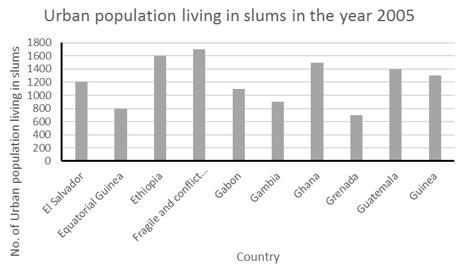 Urban population living in slums in the year 2005
No. of Urban population living in slums
1800
1600
1400
1200
1000
800
600
400
200
0
El Salvador
Equatorial Guinea
Ethiopia
Fragile and conflict...
Gabon
Gambia
Ghana
Grenada
Guatemala
Guinea
Country